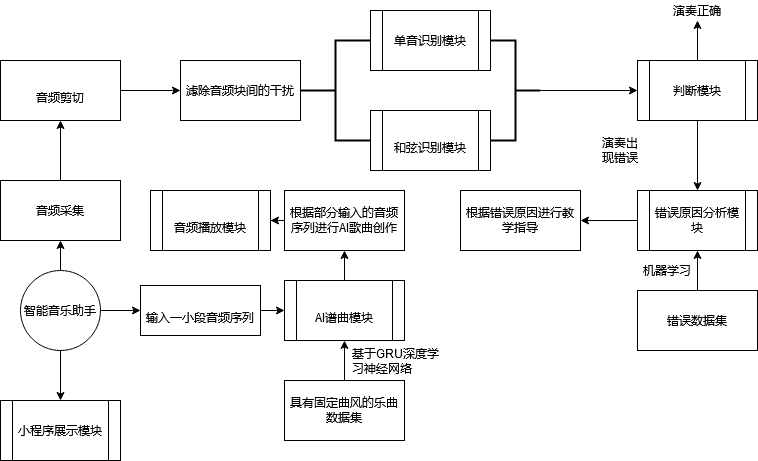 演奏正确
单音识别模块
音频剪切
滤除音频块间的干扰
判断模块
和弦识别模块
演奏出
现错误
音频采集
音频播放模块
根据部分输入的音频
序列进行AI歌曲创作
根据错误原因进行教
学指导
错误原因分析模
块
机器学习
智能音乐助手
输入一小段音频序列
AI谱曲模块
错误数据集
基于GRU深度学
习神经网络
具有固定曲风的乐曲
数据集
小程序展示模块